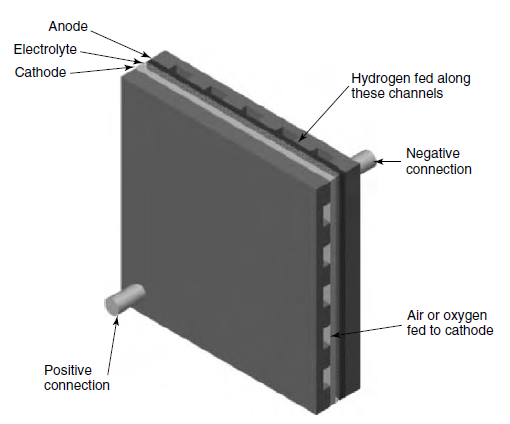 Anode
Electrolyte
Cathode
Hydrogen fed along
these channels
Negative
connection
Air or oxygen
fed to cathode
Positive
connection